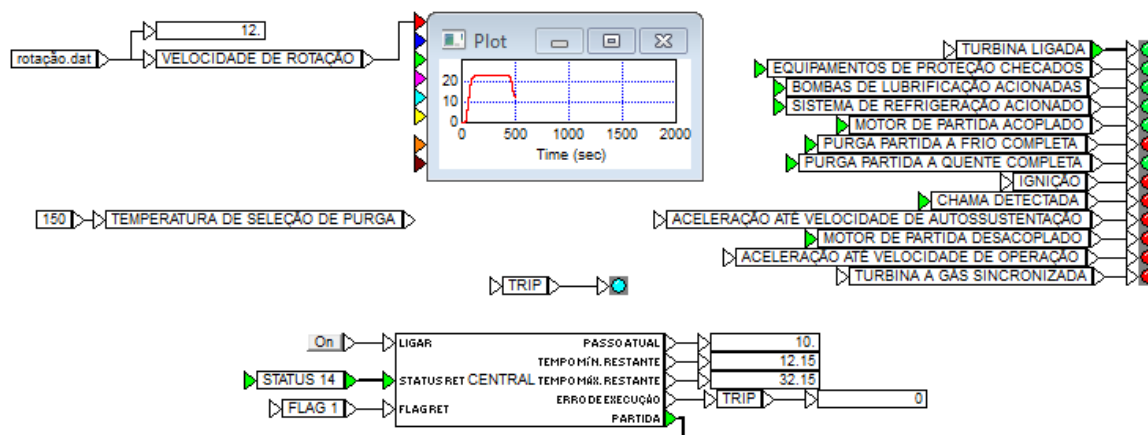 12.
rotação.dat
VELOCIDADE DE ROTAÇÃO
Plot
20
10
0
0 500 1000 1500 2000
Time (sec)
TURBINA LIGADA
EQUIPAMENTOS DE PROTEÇÃO CHECADOS
BOMBAS DE LUBRIFICAÇÃO ACIONADAS
SISTEMA DE REFRIGERAÇÃO ACIONADO
MOTOR DE PARTIDA ACOPLADO
PURGA PARTIDA A FRIO COMPLETA
PURGA PARTIDA A QUENTE COMPLETA
IGNIÇÃO
CHAMA DETECTADA
ACELERAÇÃO ATÉ VELOCIDADE DE AUTOSSUSTENTAÇÃO
MOTOR DE PARTIDA DESACOPLADO
ACELERAÇÃO ATÉ VELOCIDADE DE OPERAÇÃO
TURBINA A GÁS SINCRONIZADA
150
TEMPERATURA DE SELEÇÃO DE PURGA
TRIP
On LIGAR PASSO ATUAL 10.
TEMPO MÍN. RESTANTE 12.15
STATUS 14 STATUS RET CENTRAL TEMPO MÁX. RESTANTE 32.15
ERRO DE EXECUÇÃO TRIP 0
FLAG 1 FLAG RET
PARTIDA